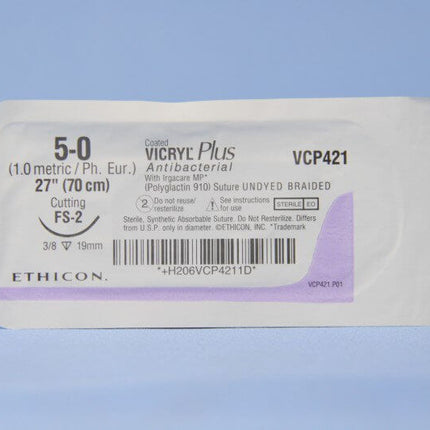 5-0
(1.0 metric / Ph. Eur.)
27" (70 cm)
Cutting
FS-2
3/8 19mm
ETHICON.
Coated
VICRYL* Plus
Antibacterial
With Irgacare MP*
(Polyglactin 910) Suture UNDYED BRAIDED
VCP421
2 Do not reuse/
resterilize
See instructions
for use
STERILE EO
Sterile. Synthetic Absorbable Suture. Do Not Resterilize. Differs
from U.S.P. only in diameter. ©ETHICON, INC. *Trademark
*+H206VCP4211D*
VCP421.P01